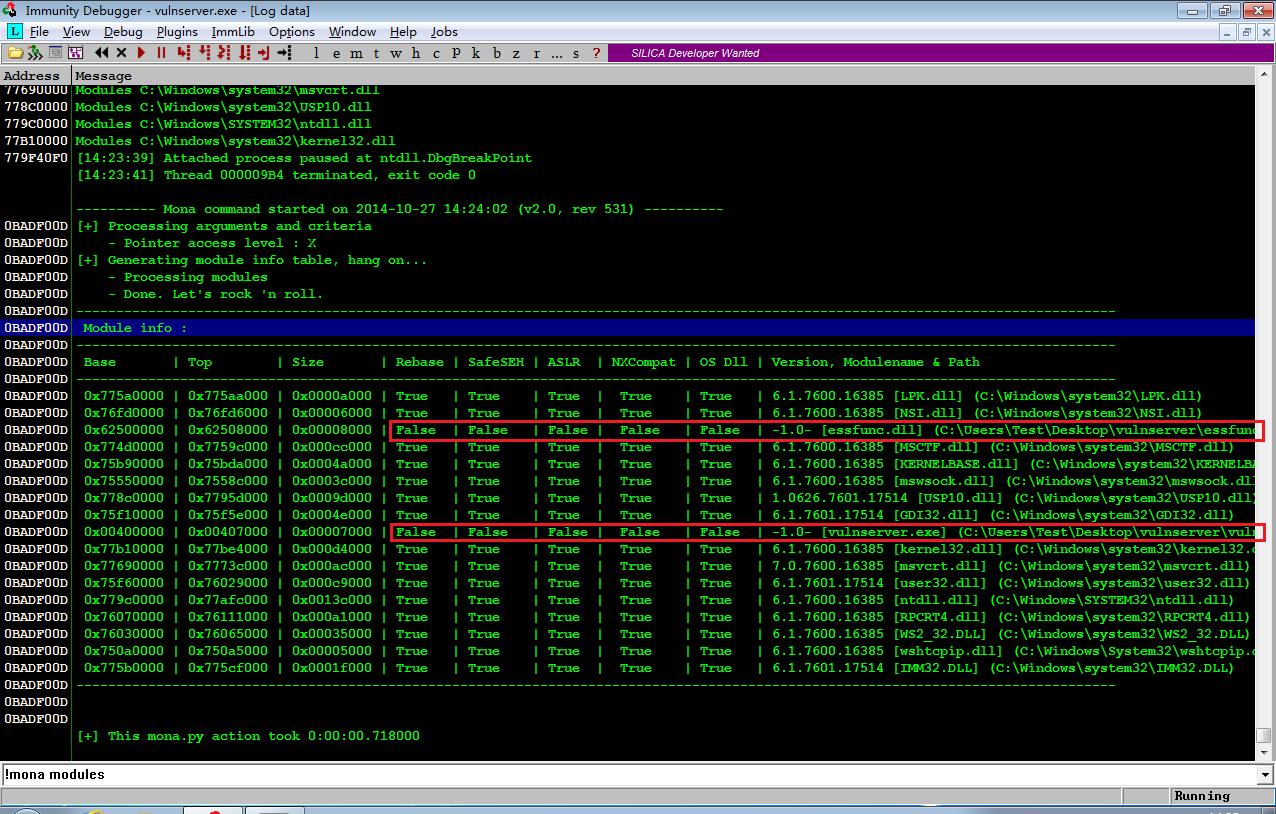 Immunity Debugger - vulnserver.exe - [Log data]
L File View Debug Plugins ImmLib Options Window Help Jobs
l e m t w h c P k b z r ... s ? SILICA Developer Wanted
Address Message
77690000 Modules C:\Windows\system32\msvcrt.dll
778C0000 Modules C:\Windows\system32\USP10.dll
779C0000 Modules C:\Windows\SYSTEM32\ntdll.dll
77B10000 Modules C:\Windows\system32\kernel32.dll
779F40F0 [14:23:39] Attached process paused at ntdll.DbgBreakPoint
[14:23:41] Thread 000009B4 terminated, exit code 0
---------- Mona command started on 2014-10-27 14:24:02 (v2.0, rev 531) ----------
0BADF00D [+] Processing arguments and criteria
0BADF00D - Pointer access level : X
0BADF00D [+] Generating module info table, hang on...
0BADF00D - Processing modules
0BADF00D - Done. Let's rock 'n roll.
0BADF00D
0BADF00D Module info :
0BADF00D
0BADF00D Base | Top | Size | Rebase | SafeSEH | ASLR | NXCompat | OS Dll | Version, Modulename & Path
0BADF00D
0BADF00D 0x775a0000 | 0x775aa000 | 0x0000a000 | True | True | True | True | True | 6.1.7600.16385 [LPK.dll] (C:\Windows\system32\LPK.dll)
0BADF00D 0x76fd0000 | 0x76fd6000 | 0x00006000 | True | True | True | True | True | 6.1.7600.16385 [NSI.dll] (C:\Windows\system32\NSI.dll)
0BADF00D 0x62500000 | 0x62508000 | 0x00008000 | False | False | False | False | False | -1.0- [essfunc.dll] (C:\Users\Test\Desktop\vulnserver\essfunc
0BADF00D 0x774d0000 | 0x7759c000 | 0x000cc000 | True | True | True | True | True | 6.1.7600.16385 [MSCTF.dll] (C:\Windows\system32\MSCTF.dll)
0BADF00D 0x75b90000 | 0x75bda000 | 0x0004a000 | True | True | True | True | True | 6.1.7600.16385 [KERNELBASE.dll] (C:\Windows\system32\KERNELBA
0BADF00D 0x75550000 | 0x7558c000 | 0x0003c000 | True | True | True | True | True | 6.1.7600.16385 [mswsock.dll] (C:\Windows\system32\mswsock.dll
0BADF00D 0x778c0000 | 0x7795d000 | 0x0009d000 | True | True | True | True | True | 1.0626.7601.17514 [USP10.dll] (C:\Windows\system32\USP10.dll)
0BADF00D 0x75f10000 | 0x75f5e000 | 0x0004e000 | True | True | True | True | True | 6.1.7601.17514 [GDI32.dll] (C:\Windows\system32\GDI32.dll)
0BADF00D 0x00400000 | 0x00407000 | 0x00007000 | False | False | False | False | False | -1.0- [vulnserver.exe] (C:\Users\Test\Desktop\vulnserver\vul
0BADF00D 0x77b10000 | 0x77be4000 | 0x000d4000 | True | True | True | True | True | 6.1.7600.16385 [kernel32.dll] (C:\Windows\system32\kernel32.d
0BADF00D 0x77690000 | 0x7773c000 | 0x000ac000 | True | True | True | True | True | 7.0.7600.16385 [msvcrt.dll] (C:\Windows\system32\msvcrt.dll)
0BADF00D 0x75f60000 | 0x76029000 | 0x000c9000 | True | True | True | True | True | 6.1.7601.17514 [user32.dll] (C:\Windows\system32\user32.dll)
0BADF00D 0x779c0000 | 0x77afc000 | 0x0013c000 | True | True | True | True | True | 6.1.7600.16385 [ntdll.dll] (C:\Windows\SYSTEM32\ntdll.dll)
0BADF00D 0x76070000 | 0x76111000 | 0x000a1000 | True | True | True | True | True | 6.1.7600.16385 [RPCRT4.dll] (C:\Windows\system32\RPCRT4.dll)
0BADF00D 0x76030000 | 0x76065000 | 0x00035000 | True | True | True | True | True | 6.1.7600.16385 [WS2_32.DLL] (C:\Windows\system32\WS2_32.DLL)
0BADF00D 0x750a0000 | 0x750a5000 | 0x00005000 | True | True | True | True | True | 6.1.7600.16385 [wshtcpip.dll] (C:\Windows\System32\wshtcpip.d
0BADF00D 0x775b0000 | 0x775cf000 | 0x0001f000 | True | True | True | True | True | 6.1.7601.17514 [IMM32.DLL] (C:\Windows\system32\IMM32.DLL)
0BADF00D
0BADF00D
0BADF00D
[+] This mona.py action took 0:00:00.718000
!mona modules
Running